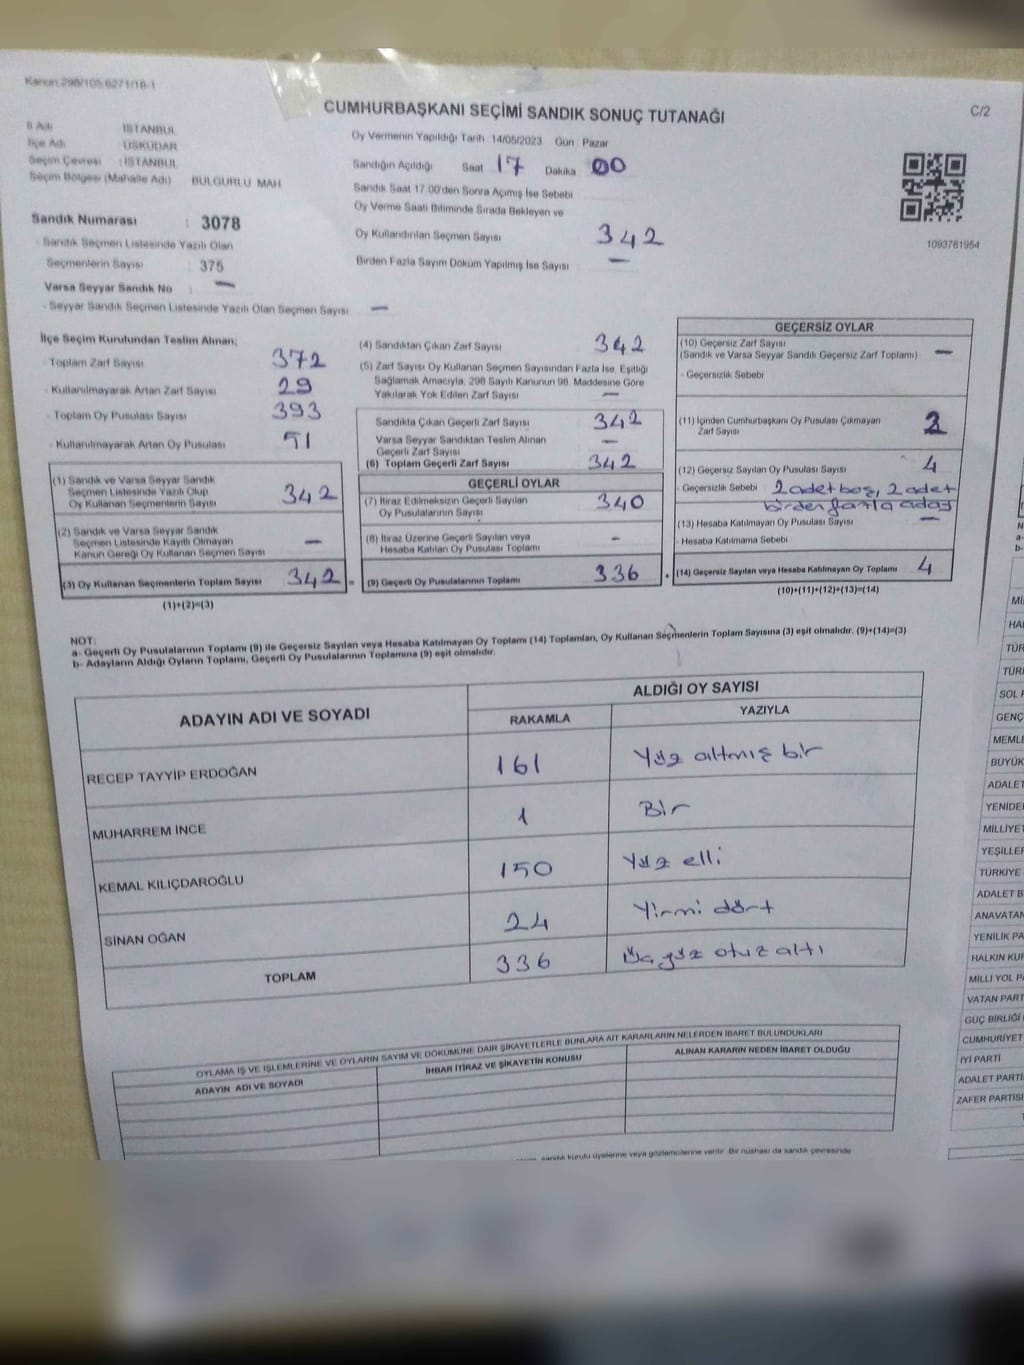 Kanun:298/105,6271/18-1
CUMHURBAŞKANI SEÇİMİ SANDIK SONUÇ TUTANAĞI
C/2
İl Adı : İSTANBUL
İlçe Adı : ÜSKÜDAR
Seçim Çevresi : İSTANBUL
Seçim Bölgesi (Mahalle Adı) BULGURLU MAH
Sandık Numarası : 3078
- Sandık Seçmen Listesinde Yazılı Olan
Seçmenlerin Sayısı : 375
Varsa Seyyar Sandık No : —
- Seyyar Sandık Seçmen Listesinde Yazılı Olan Seçmen Sayısı —
Oy Vermenin Yapıldığı Tarih 14/05/2023 Gün Pazar
Sandığın Açıldığı Saat 17 Dakika 00
Sandık Saat 17.00'den Sonra Açımış İse Sebebi
Oy Verme Saati Bitiminde Sırada Bekleyen ve
Oy Kullandırılan Seçmen Sayısı 342
Birden Fazla Sayım Döküm Yapılmış İse Sayısı —
1093781954
İlçe Seçim Kurulundan Teslim Alınan;
- Toplam Zarf Sayısı 372
- Kullanılmayarak Artan Zarf Sayısı 29
- Toplam Oy Pusulası Sayısı 393
- Kullanılmayarak Artan Oy Pusulası 51
(1) Sandık ve Varsa Seyyar Sandık
Seçmen Listesinde Yazılı Olup
Oy Kullanan Seçmenlerin Sayısı 342
(2) Sandık ve Varsa Seyyar Sandık
Seçmen Listesinde Kayıtlı Olmayan
Kanun Gereği Oy Kullanan Seçmen Sayısı —
(3) Oy Kullanan Seçmenlerin Toplam Sayısı 342 =
(1)+(2)=(3)
(4) Sandıktan Çıkan Zarf Sayısı 342
(5) Zarf Sayısı Oy Kullanan Seçmen Sayısından Fazla İse, Eşitliği
Sağlamak Amacıyla, 298 Sayılı Kanunun 98. Maddesine Göre
Yakılarak Yok Edilen Zarf Sayısı —
Sandıkta Çıkan Geçerli Zarf Sayısı 342
Varsa Seyyar Sandıktan Teslim Alınan
Geçerli Zarf Sayısı —
(6) Toplam Geçerli Zarf Sayısı 342
GEÇERLİ OYLAR
(7) İtiraz Edilmeksizin Geçerli Sayılan
Oy Pusulalarının Sayısı 340
(8) İtiraz Üzerine Geçerli Sayılan veya
Hesaba Katılan Oy Pusulası Toplamı -
(9) Geçerli Oy Pusulalarının Toplamı 336 +
GEÇERSİZ OYLAR
(10) Geçersiz Zarf Sayısı
(Sandık ve Varsa Seyyar Sandık Geçersiz Zarf Toplamı) —
- Geçersizlik Sebebi
(11) İçinden Cumhurbaşkanı Oy Pusulası Çıkmayan
Zarf Sayısı 2
(12) Geçersiz Sayılan Oy Pusulası Sayısı 4
- Geçersizlik Sebebi 2 adet boş, 2 adet
birden fazla aday
(13) Hesaba Katılmayan Oy Pusulası Sayısı —
- Hesaba Katılmama Sebebi
(14) Geçersiz Sayılan veya Hesaba Katılmayan Oy Toplamı 4
(10)+(11)+(12)+(13)=(14)
NOT:
a- Geçerli Oy Pusulalarının Toplamı (9) ile Geçersiz Sayılan veya Hesaba Katılmayan Oy Toplamı (14) Toplamları, Oy Kullanan Seçmenlerin Toplam Sayısına (3) eşit olmalıdır. (9)+(14)=(3)
b- Adayların Aldığı Oyların Toplamı, Geçerli Oy Pusulalarının Toplamına (9) eşit olmalıdır.
ADAYIN ADI VE SOYADI ALDIĞI OY SAYISI
RAKAMLA YAZIYLA
RECEP TAYYİP ERDOĞAN 161 Yüz altmış bir
MUHARREM İNCE 1 Bir
KEMAL KILIÇDAROĞLU 150 Yüz elli
SİNAN OĞAN 24 Yirmi dört
TOPLAM 336 Üçyüz otuz altı
OYLAMA İŞ VE İŞLEMLERİNE VE OYLARIN SAYIM VE DÖKÜMÜNE DAİR ŞİKAYETLERLE BUNLARA AİT KARARLARIN NELERDEN İBARET BULUNDUKLARI
ADAYIN ADI VE SOYADI İHBAR İTİRAZ VE ŞİKAYETİN KONUSU ALINAN KARARIN NEDEN İBARET OLDUĞU
sandık kurulu üyelerine veya gözlemcilerine verilir. Bir nüshası da sandık çevresinde
N
a-
b-
Mİ
HA
TÜR
TÜRK
SOL F
GENÇ
MEMLE
BÜYÜK
ADALET
YENİDE
MİLLİYET
YEŞİLLER
TÜRKİYE
ADALET B
ANAVATAN
YENİLİK PA
HALKIN KUR
MİLLİ YOL PA
VATAN PART
GÜÇ BİRLİĞİ
CUMHURİYET
İYİ PARTİ
ADALET PARTİ
ZAFER PARTİSİ